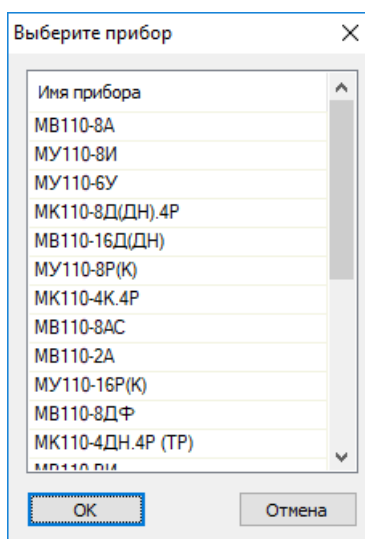 Выберите прибор
Имя прибора
МВ110-8А
МУ110-8И
МУ110-6У
МК110-8Д(ДН).4Р
МВ110-16Д(ДН)
МУ110-8Р(К)
МК110-4К.4Р
МВ110-8АС
МВ110-2А
МУ110-16Р(К)
МВ110-8ДФ
МК110-4ДН.4Р (ТР)
OK
Отмена